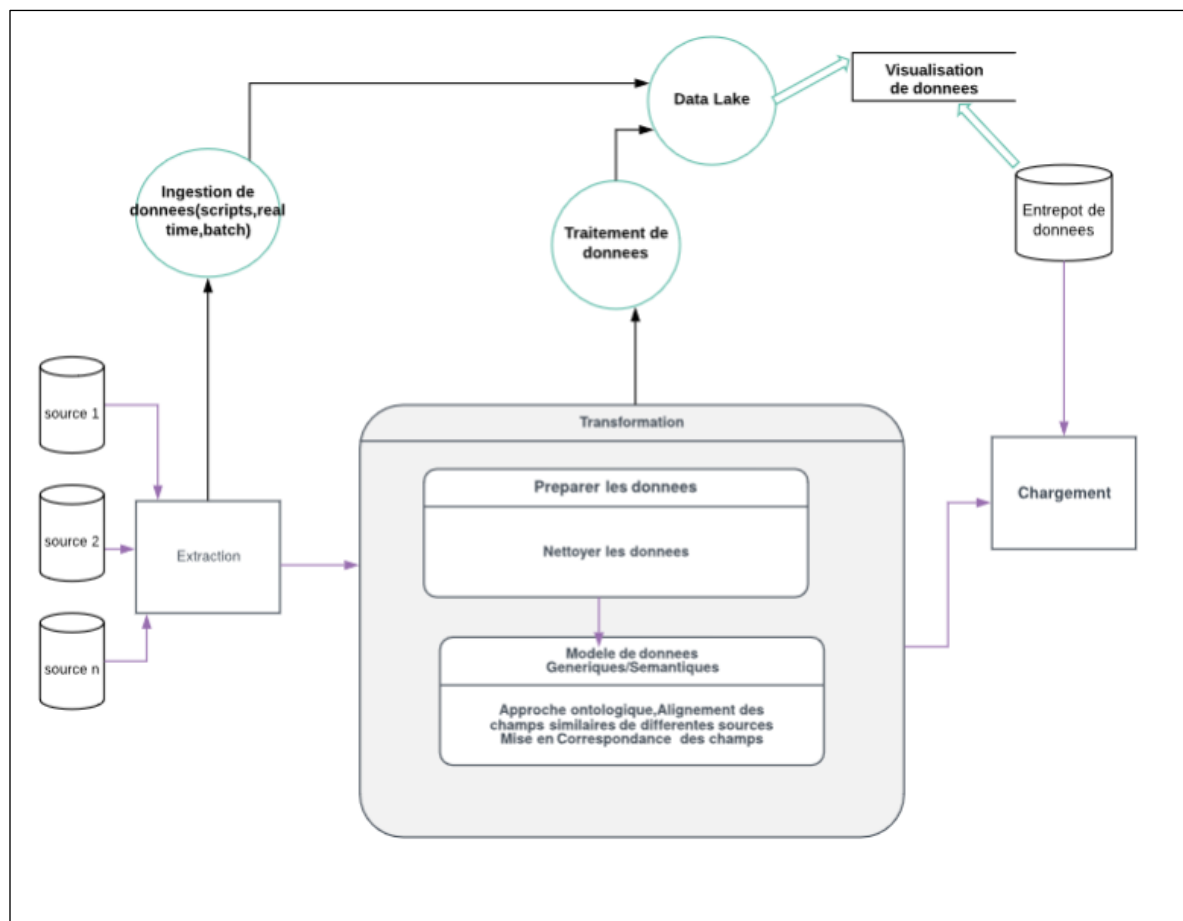 Data Lake
Visualisation
de donnees
Ingestion de
donnees(scripts,real
time,batch)
Traitement de
donnees
Entrepot de
donnees
source 1
source 2
source n
Extraction
Transformation
Preparer les donnees
Nettoyer les donnees
Modele de donnees
Generiques/Semantiques
Approche ontologique,Alignement des
champs similaires de differentes sources
Mise en Correspondance des champs
Chargement